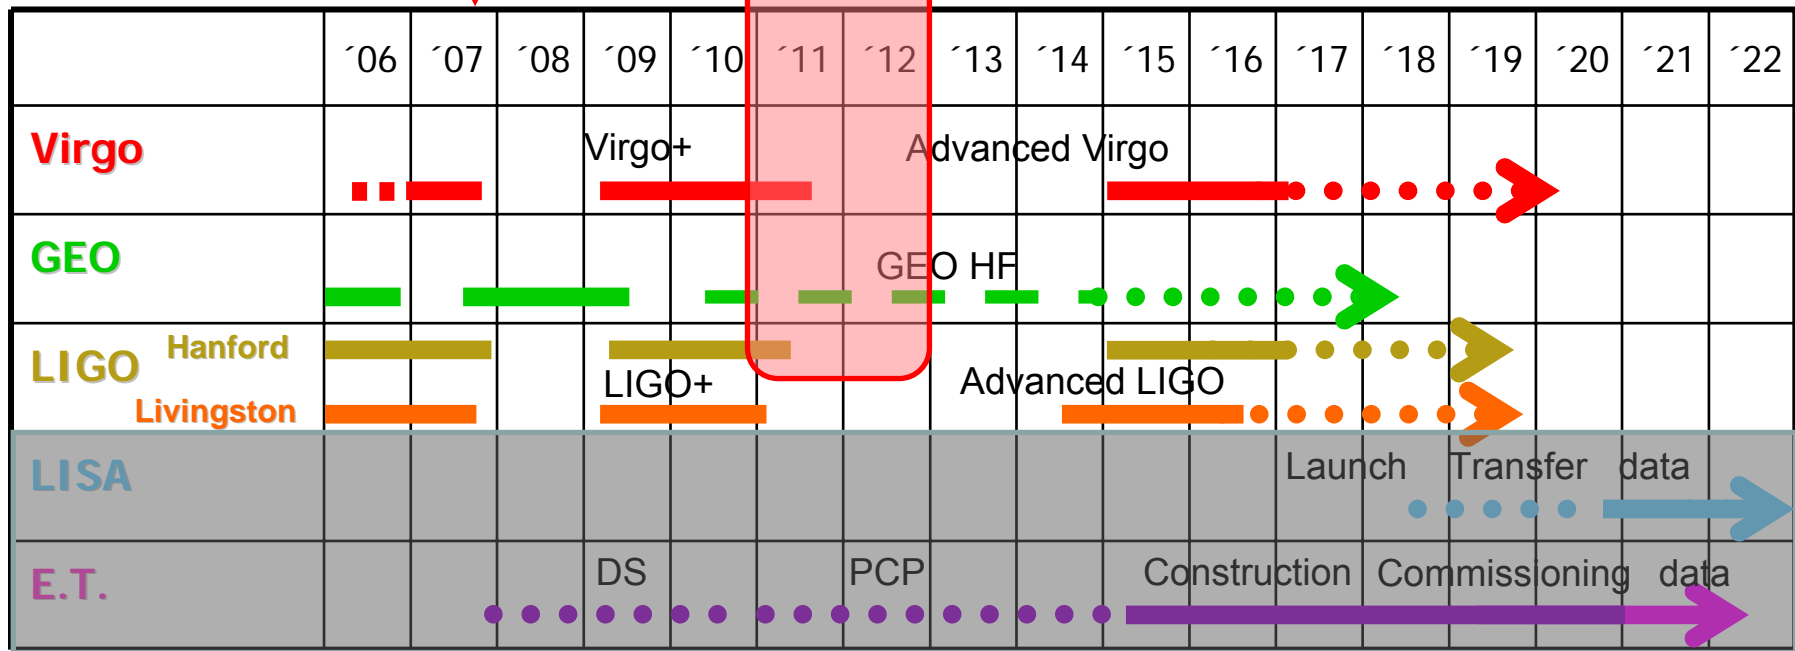 ´06 ´07 ´08 ´09 ´10 ´11 ´12 ´13 ´14 ´15 ´16 ´17 ´18 ´19 ´20 ´21 ´22
Virgo Virgo+ Advanced Virgo
GEO GEO HF
LIGO Hanford
LIGO+ Advanced LIGO
Livingston
LISA Launch Transfer data
E.T. DS PCP Construction Commissioning data